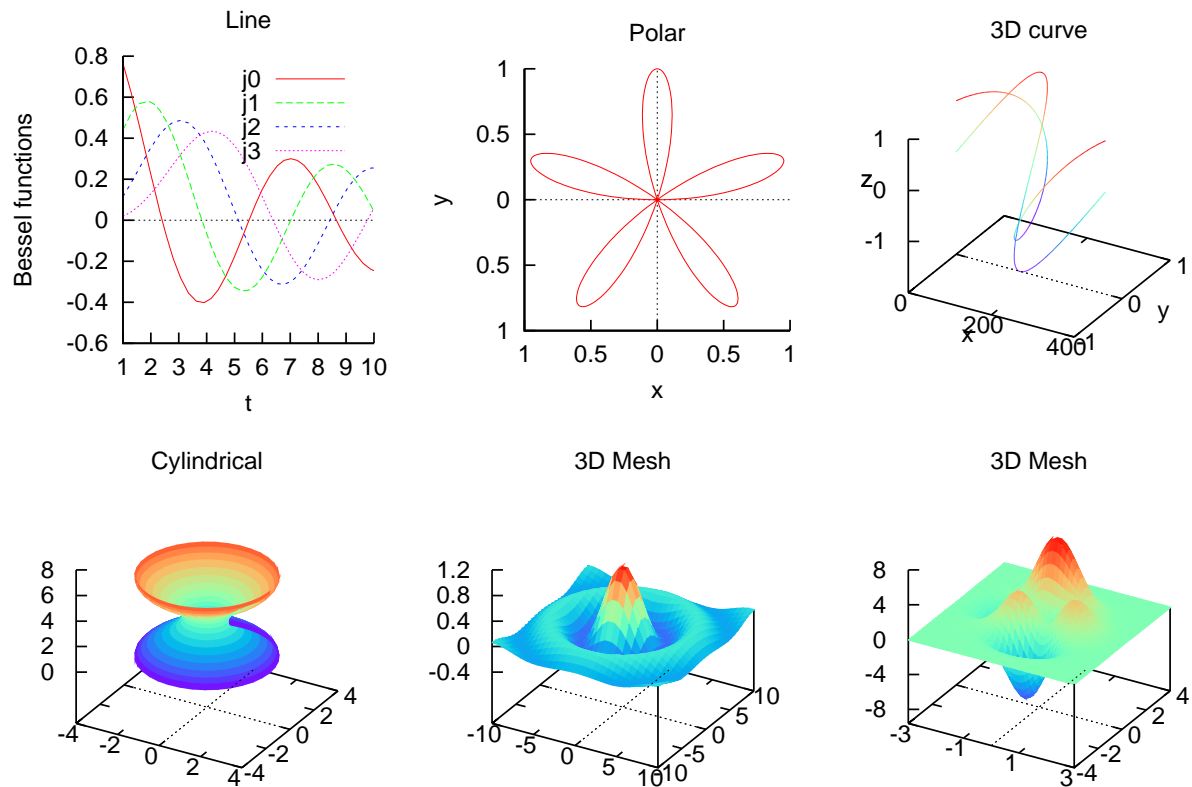 Line
0.8
0.6
0.4
0.2
0
-0.2
-0.4
-0.6
Bessel functions
j0
j1
j2
j3
1 2 3 4 5 6 7 8 9 10
t
Polar
1
0.5
0
0.5
1
y
1 0.5 0 0.5 1
x
3D curve
1
0
-1
z
0 200 400
x
-1 0 1
y
Cylindrical
8
6
4
2
0
-4 -2 0 2 4
-4 -2 0 2 4
3D Mesh
1.2
0.8
0.4
0
-0.4
-10 -5 0 5 10
-10 -5 0 5 10
3D Mesh
8
4
0
-4
-8
-3 -1 1 3
-4 -2 0 2 4